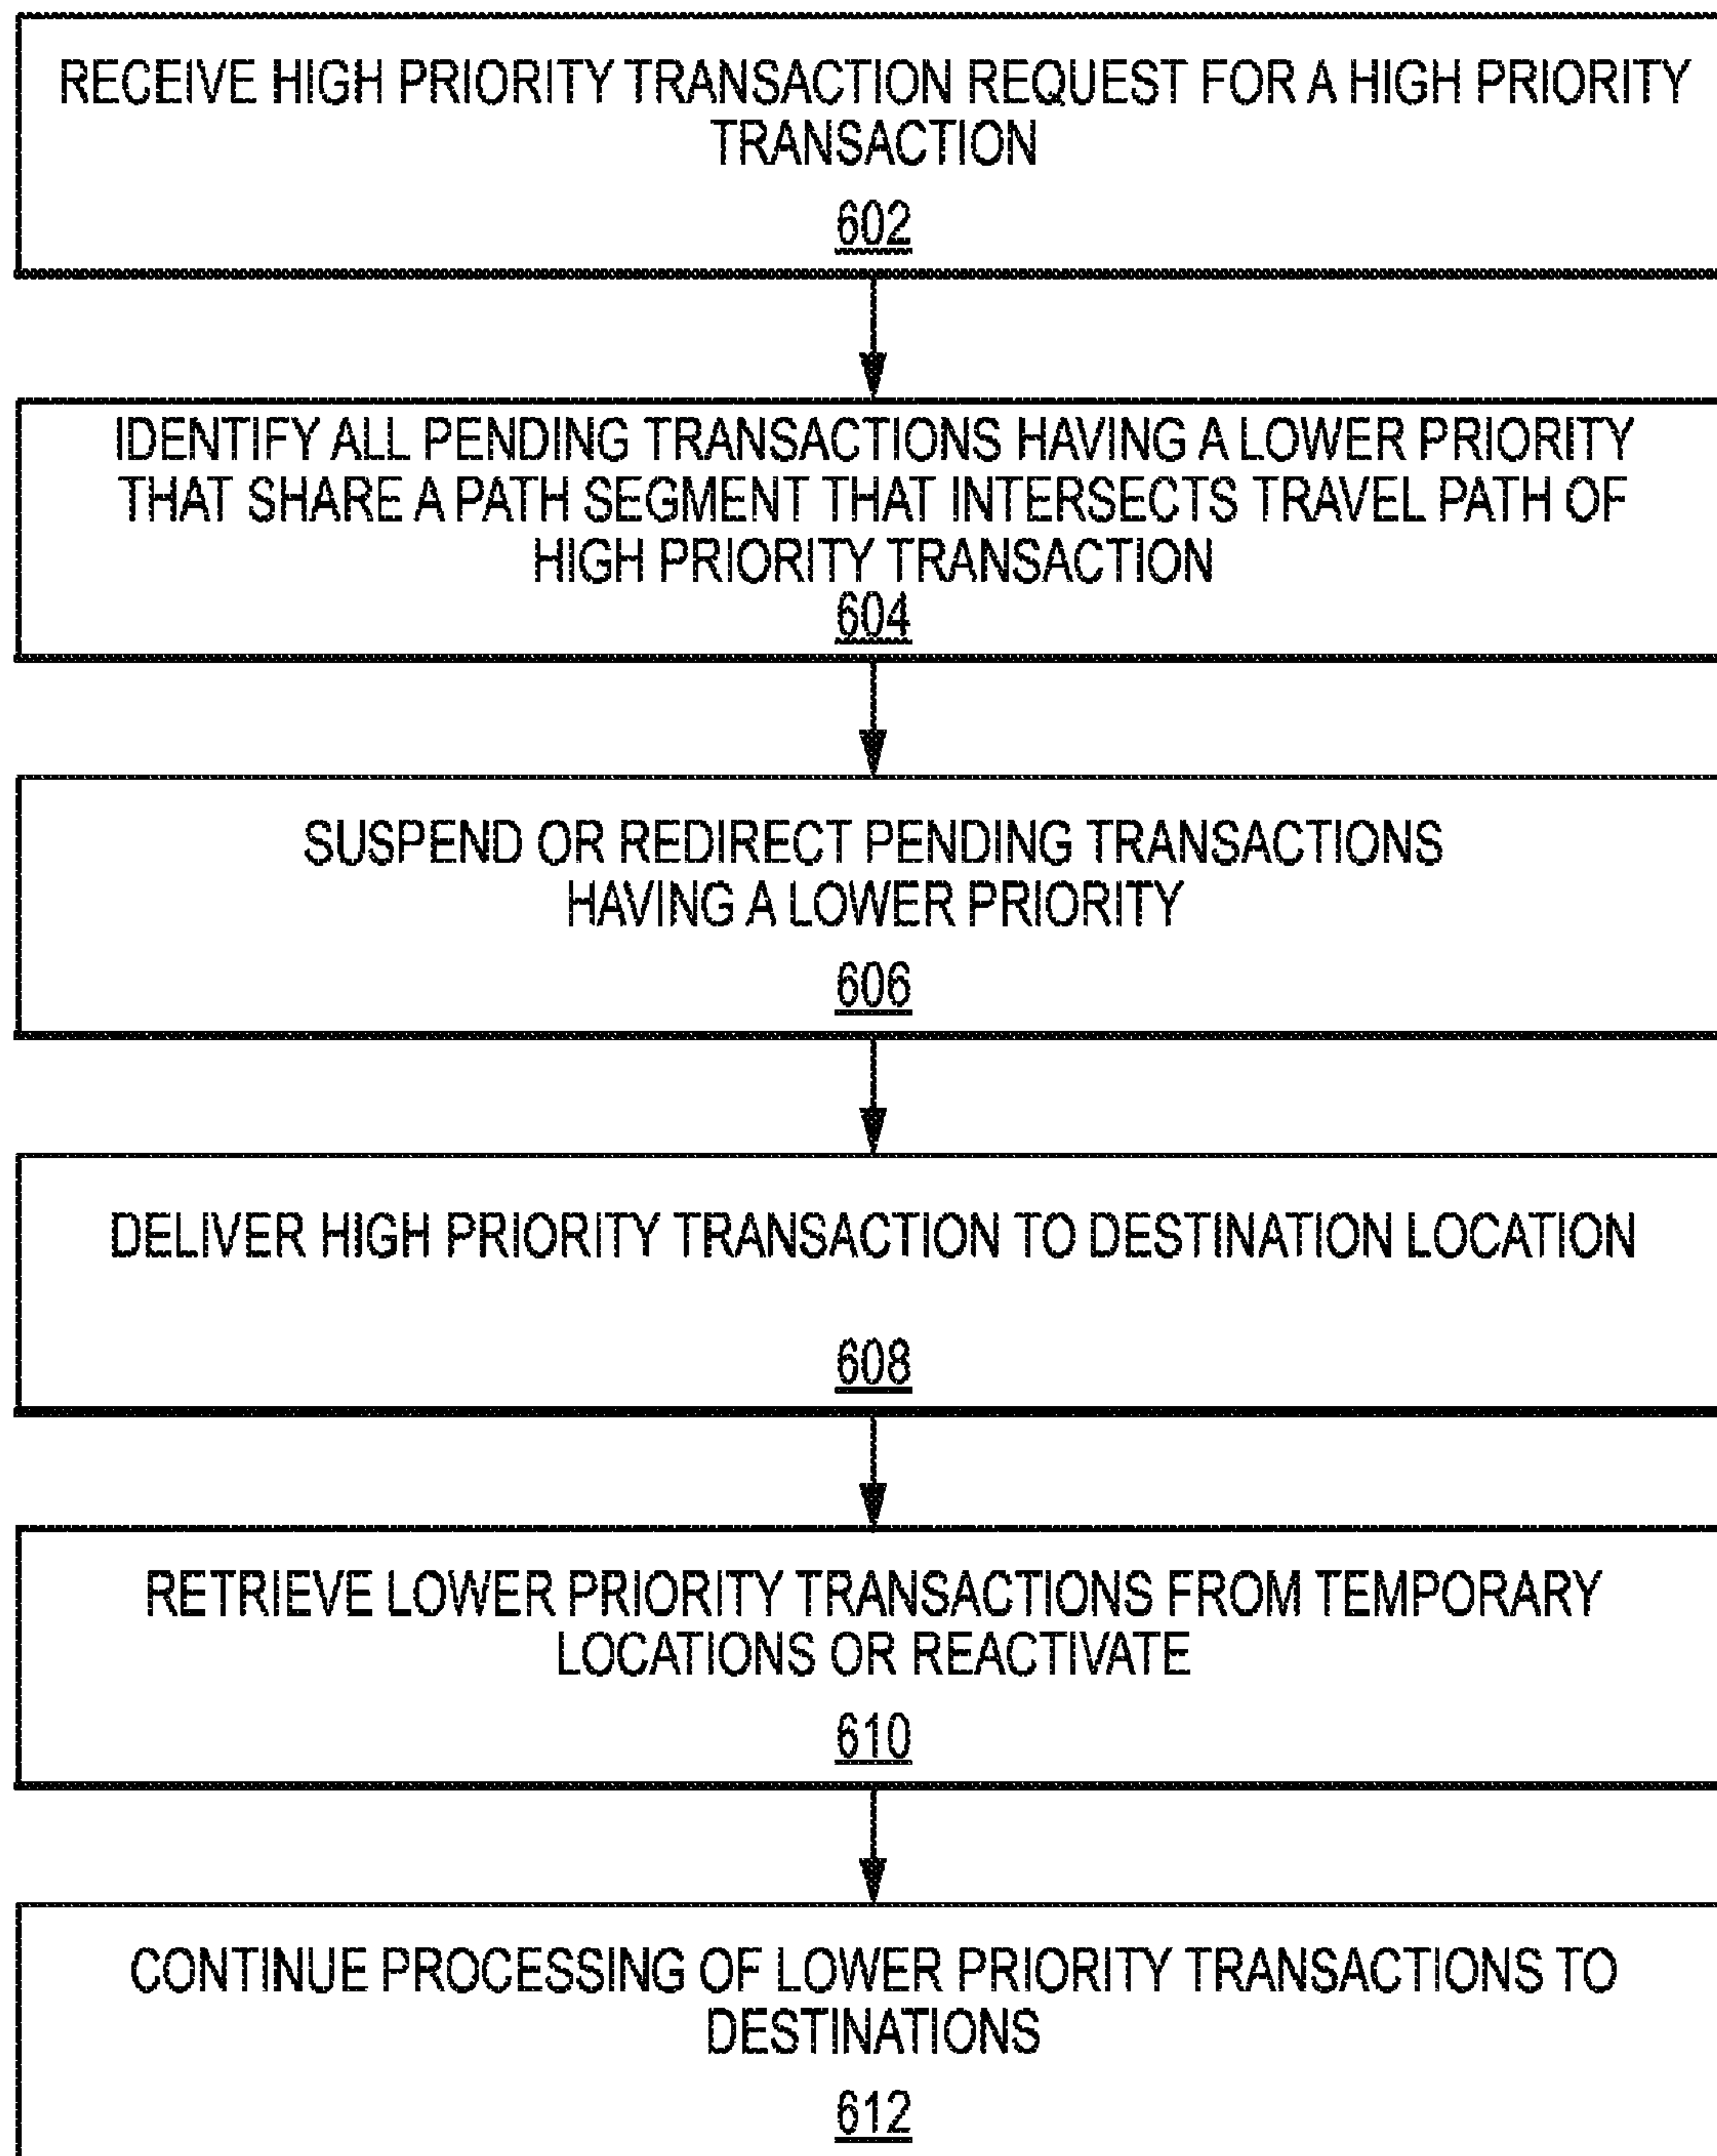 RECEIVE HIGH PRIORITY TRANSACTION REQUEST FOR A HIGH PRIORITY
TRANSACTION
602
IDENTIFY ALL PENDING TRANSACTIONS HAVING A LOWER PRIORITY
THAT SHARE A PATH SEGMENT THAT INTERSECTS TRAVEL PATH OF
HIGH PRIORITY TRANSACTION
604
SUSPEND OR REDIRECT PENDING TRANSACTIONS
HAVING A LOWER PRIORITY
606
DELIVER HIGH PRIORITY TRANSACTION TO DESTINATION LOCATION
608
RETRIEVE LOWER PRIORITY TRANSACTIONS FROM TEMPORARY
LOCATIONS OR REACTIVATE
610
CONTINUE PROCESSING OF LOWER PRIORITY TRANSACTIONS TO
DESTINATIONS
612